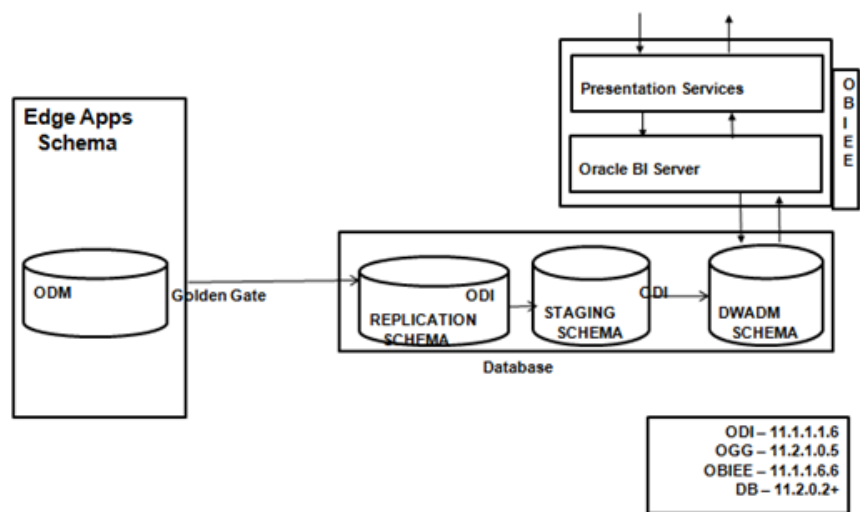 Edge Apps
Schema
ODM
Golden Gate
Presentation Services
Oracle BI Server
O
B
I
E
E
ODI
REPLICATION
SCHEMA
STAGING
SCHEMA
ODI
DWADM
SCHEMA
Database
ODI – 11.1.1.1.6
OGG – 11.2.1.0.5
OBIEE – 11.1.1.6.6
DB – 11.2.0.2+